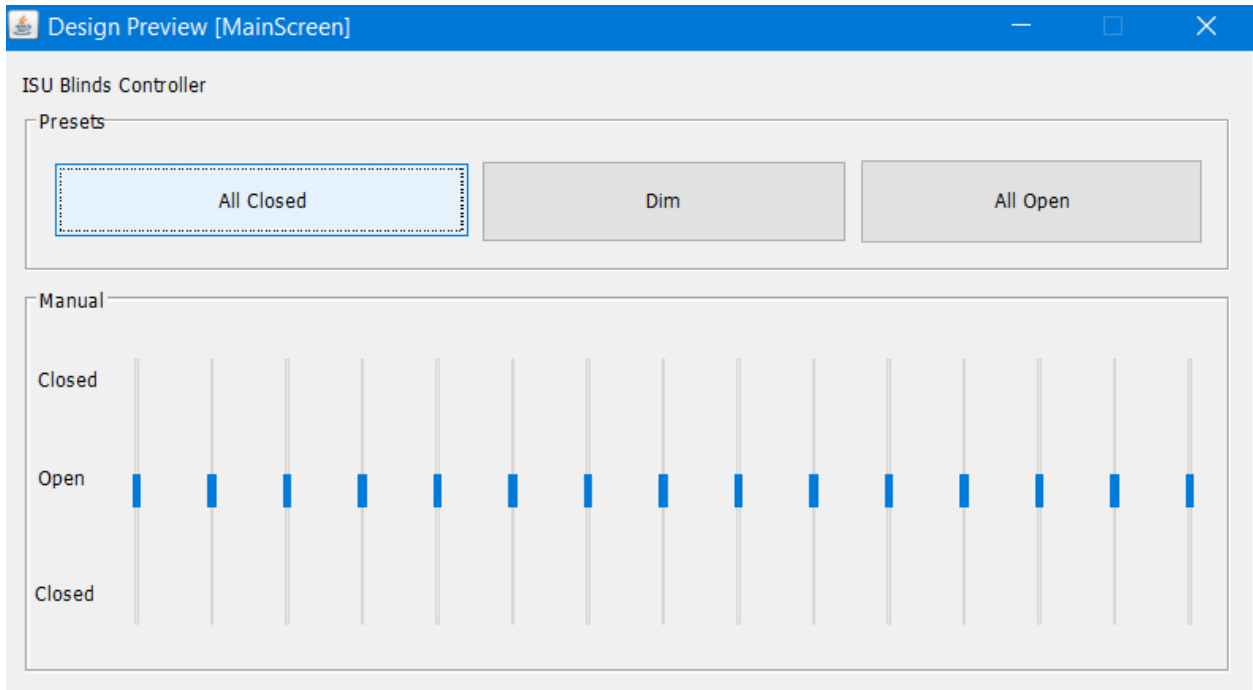 Design Preview [MainScreen]
ISU Blinds Controller
Presets
All Closed Dim All Open
Manual
Closed
Open
Closed